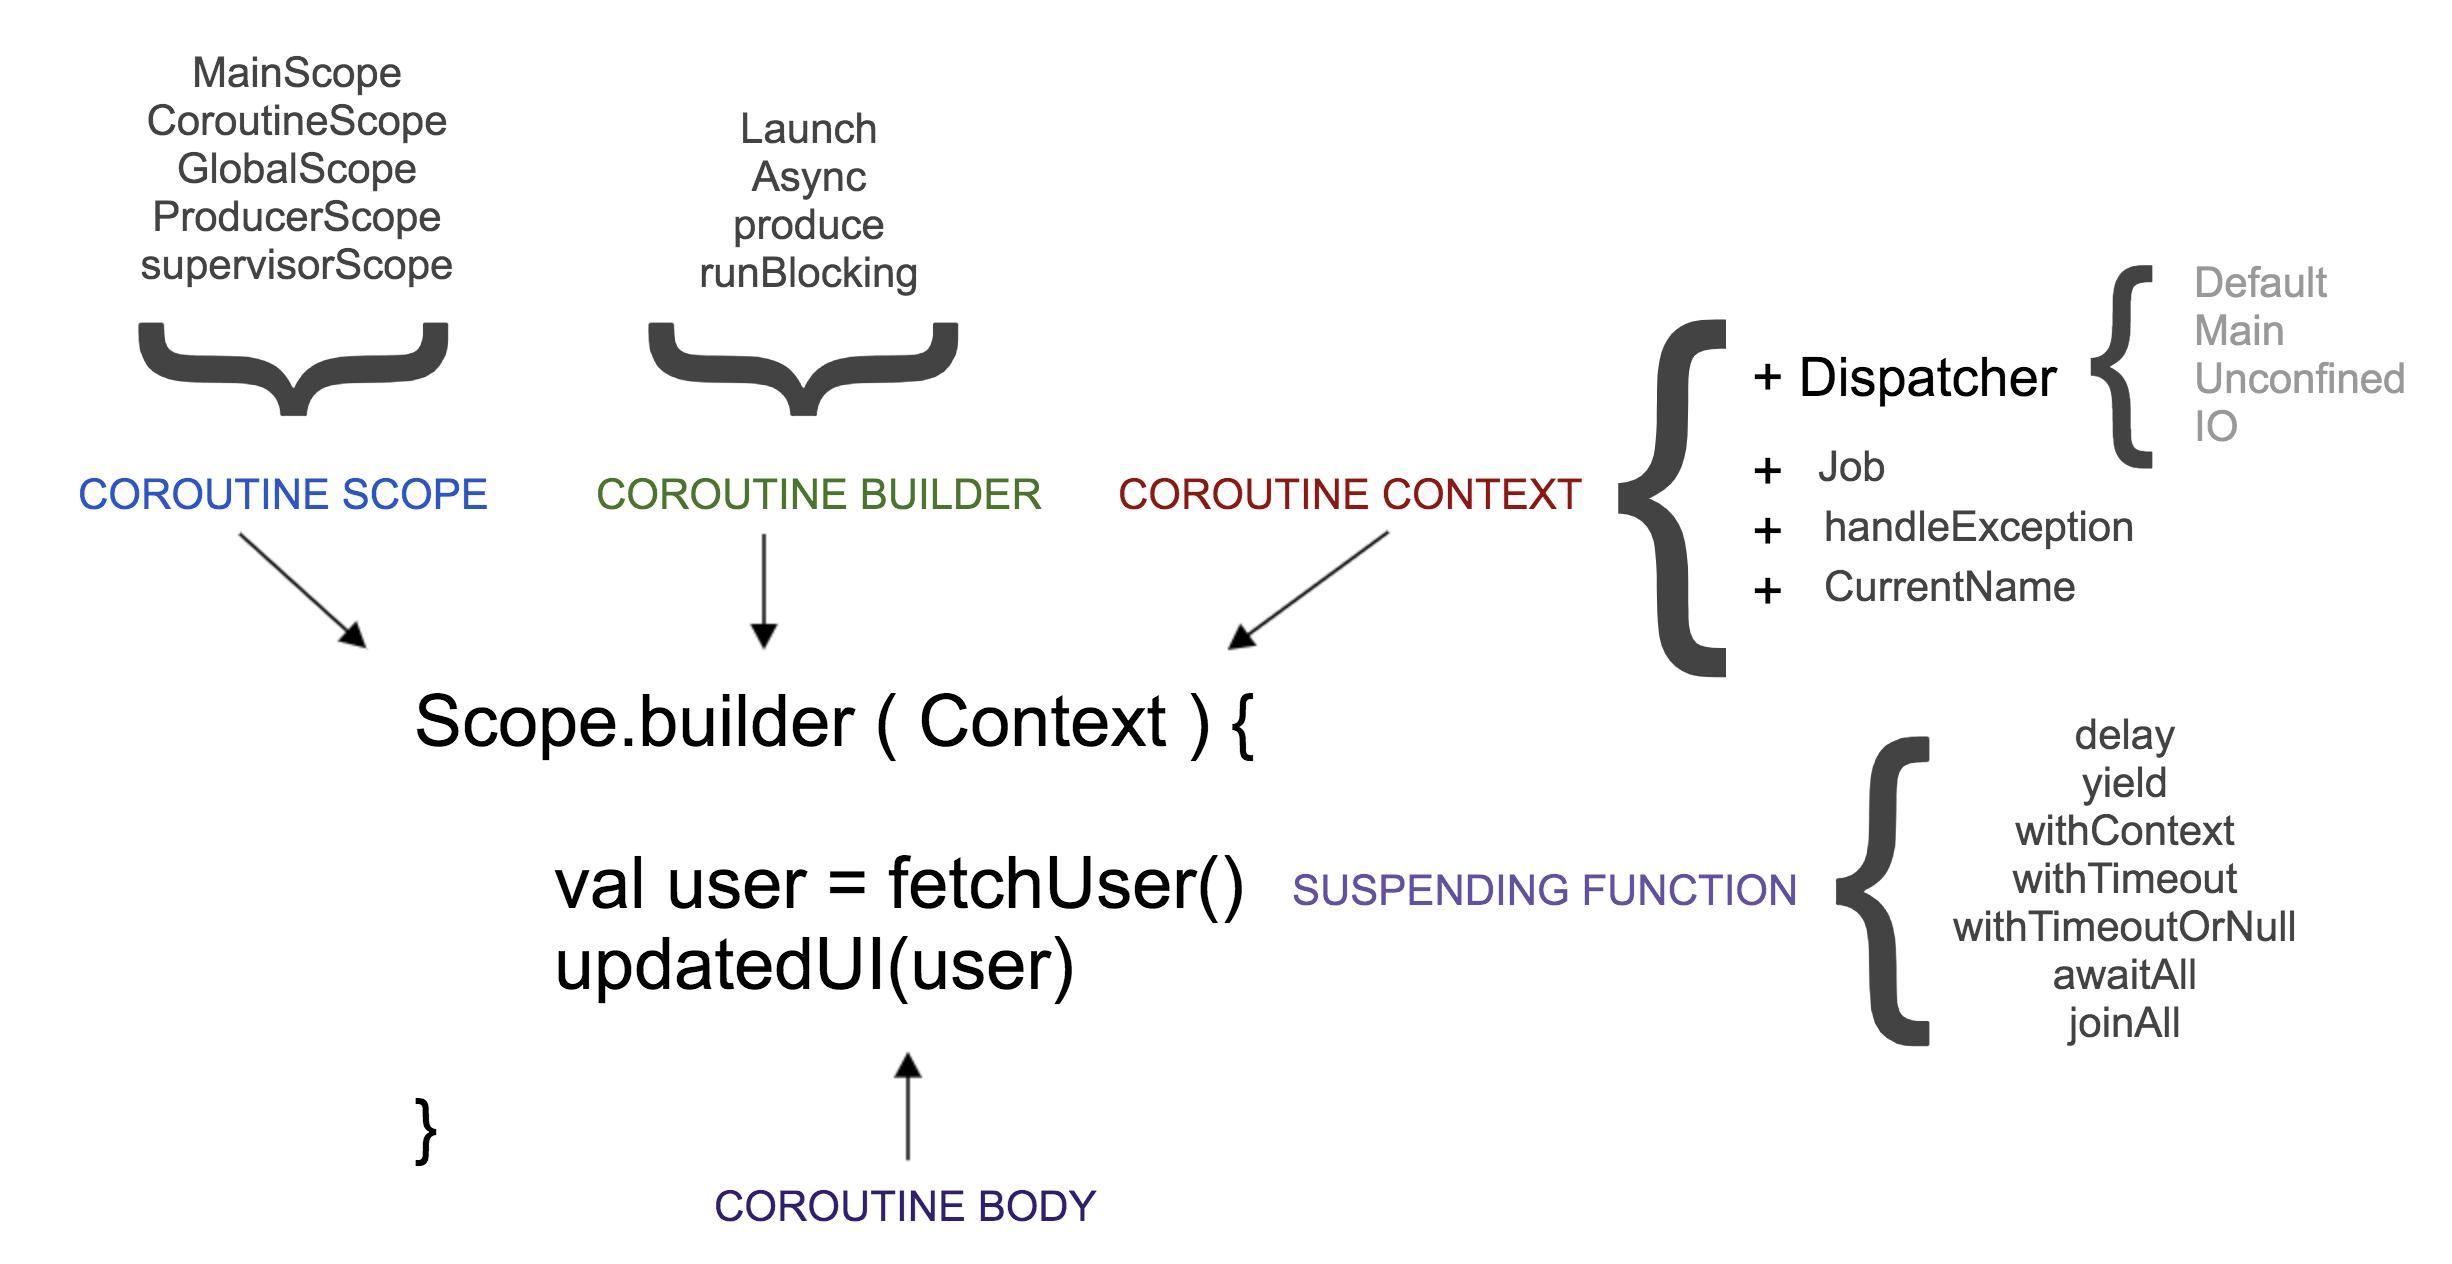 MainScope
CoroutineScope
GlobalScope
ProducerScope
supervisorScope
Launch
Async
produce
runBlocking
COROUTINE SCOPE
COROUTINE BUILDER
COROUTINE CONTEXT
+ Dispatcher
Default
Main
Unconfined
IO
+ Job
+ handleException
+ CurrentName
Scope.builder ( Context ) {
val user = fetchUser()
updatedUI(user)
}
SUSPENDING FUNCTION
delay
yield
withContext
withTimeout
withTimeoutOrNull
awaitAll
joinAll
COROUTINE BODY